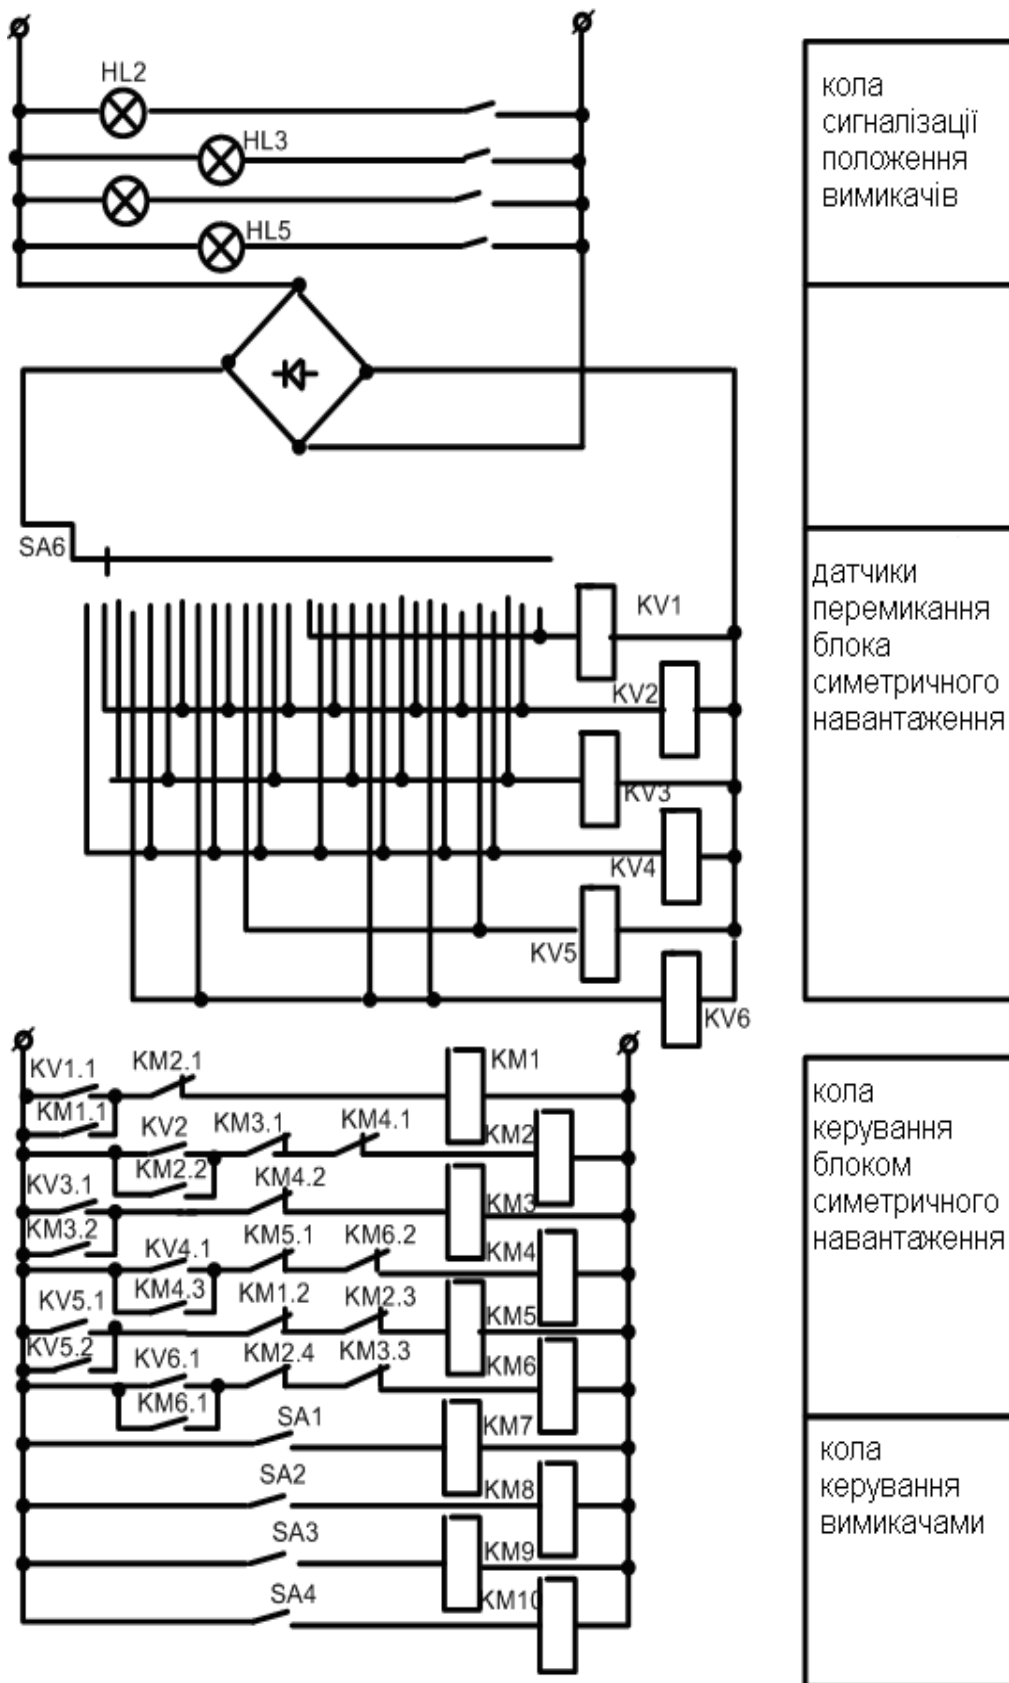 HL2
HL3
HL5
кола
сигналізації
положення
вимикачів
SA6
датчики
перемикання
блока
симетричного
навантаження
KV1
KV2
KV3
KV4
KV5
KV6
KV1.1
KM2.1
KM1
KM1.1
KV2
KM3.1
KM4.1
KM2
KM2.2
KV3.1
KM4.2
KM3
KM3.2
KV4.1
KM5.1
KM6.2
KM4
KM4.3
KV5.1
KM1.2
KM2.3
KM5
KV5.2
KV6.1
KM2.4
KM3.3
KM6
KM6.1
SA1
KM7
SA2
KM8
SA3
KM9
SA4
KM10
кола
керування
блоком
симетричного
навантаження
кола
керування
вимикачами